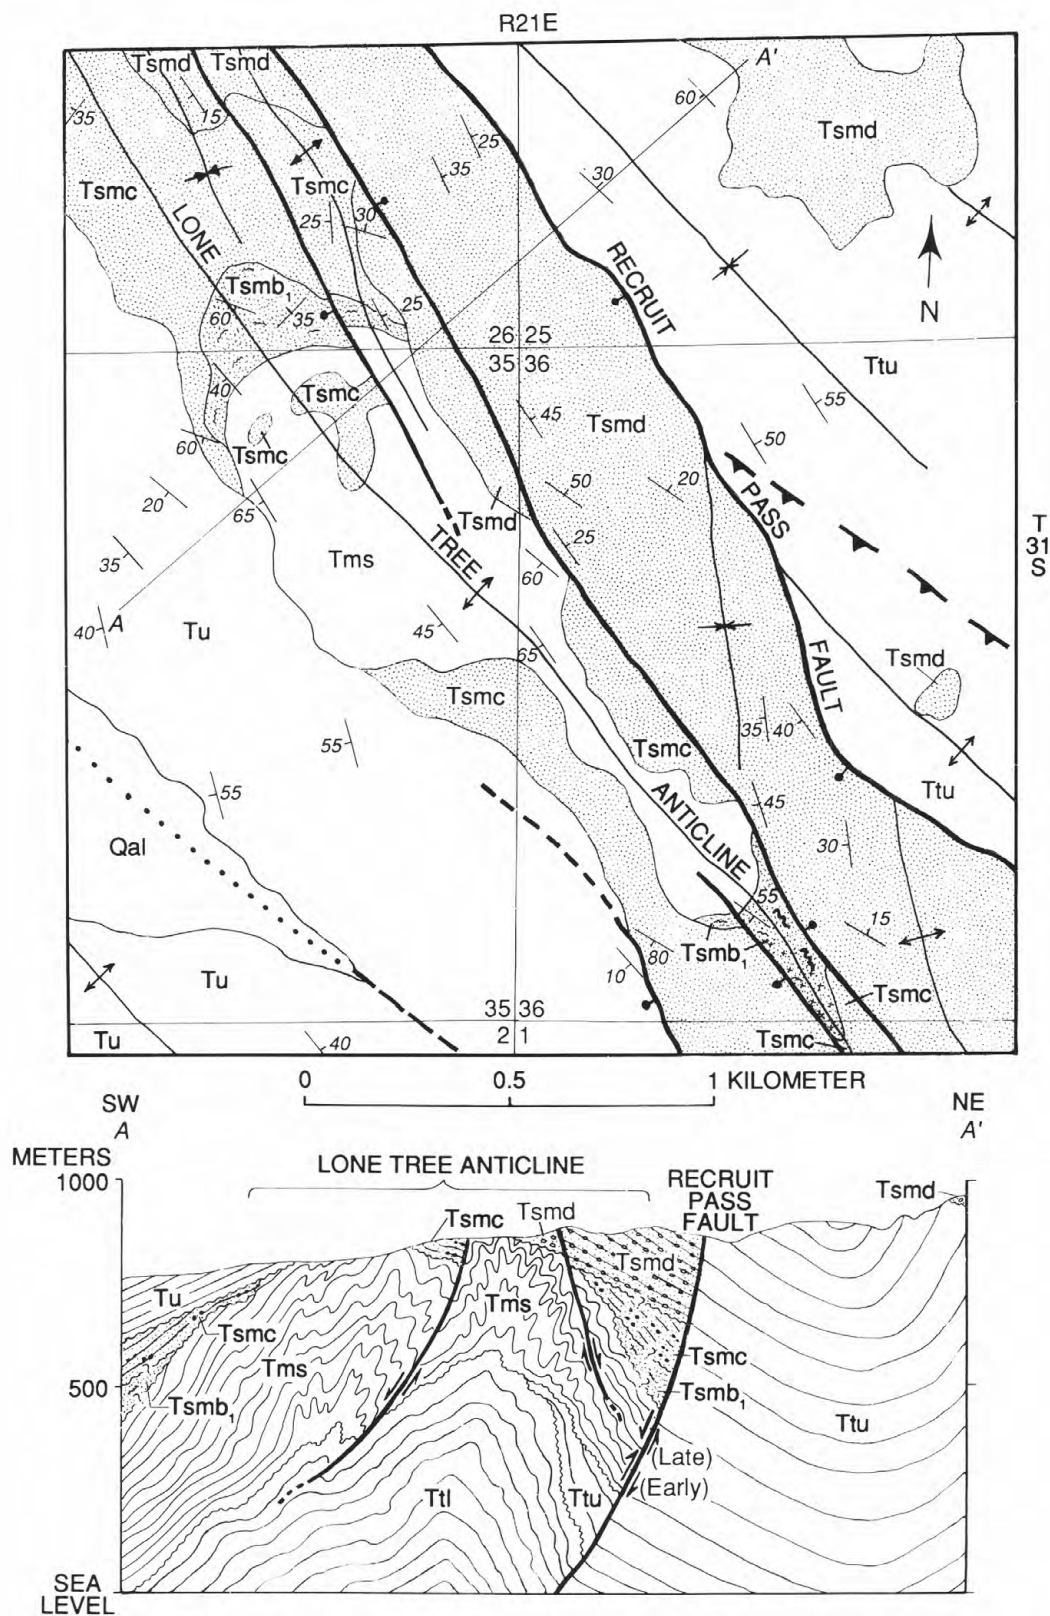 R21E
Tsmd Tsmd
A'
35
15
60
25
Tsmd
Tsmc
35
Tsmc
30
LONE
25
30
RECRUIT
N
Tsmb1
60
35
25
26 25
35 36
Ttu
40
Tsmc
55
45
Tsmd
60
Tsmc
50
20
50
PASS
20
65
Tsmd
T
31
S
35
Tms
TREE
25
60
40 A
Tu
45
65
FAULT
Tsmd
Tsmc
55
35 40
Tsmc
55
ANTICLINE
45
Ttu
Qal
30
55
15
80
Tsmb1
Tu
10
Tsmc
35 36
2 1
Tu
40
Tsmc
0 0.5 1 KILOMETER
SW
A
NE
A'
METERS
1000
LONE TREE ANTICLINE
RECRUIT
PASS
FAULT
Tsmd
Tsmc
Tsmd
Tsmd
Tu
Tms
Tsmc
Tsmc
Tms
500
Tsmb1
Tsmb1
Ttu
(Late)
(Early)
Ttl
Ttu
SEA
LEVEL